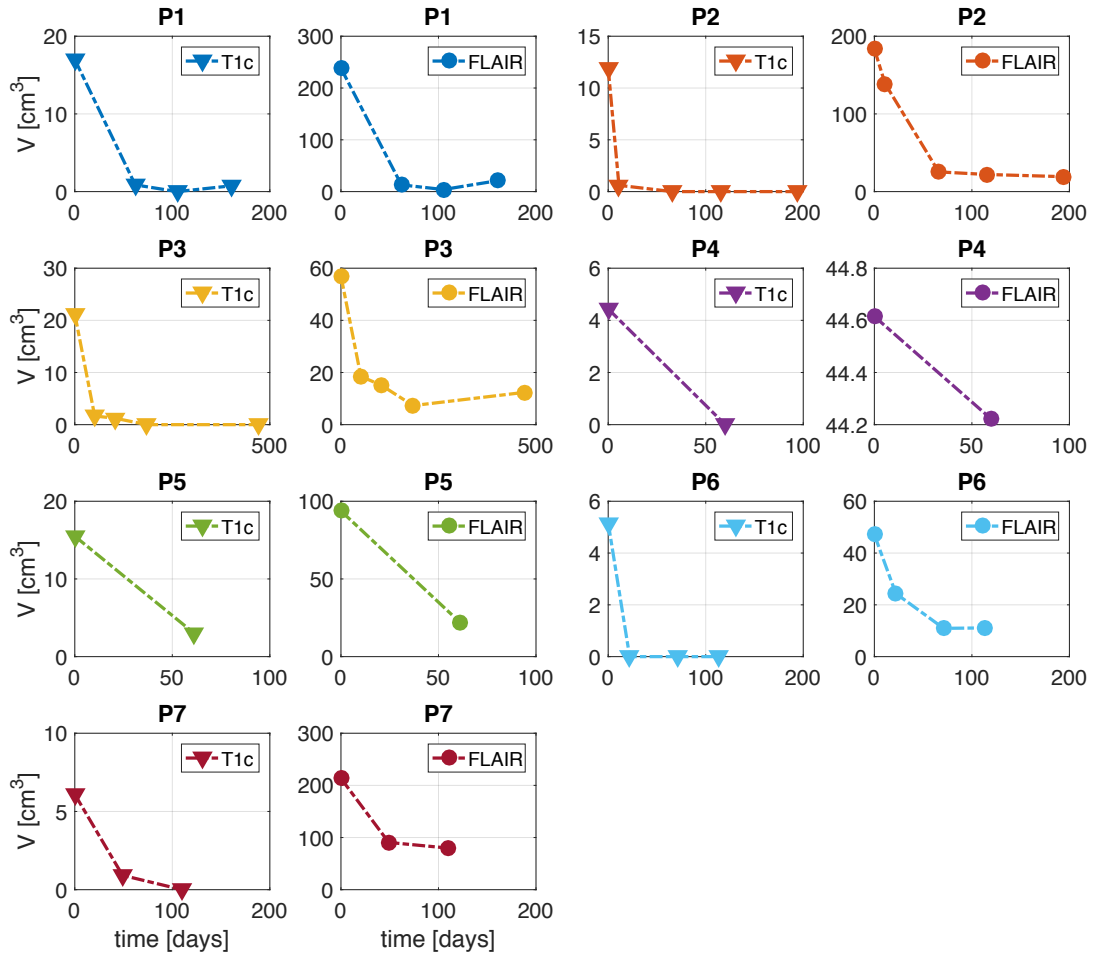 P1 P1 P2 P2
V [cm³]
20
10
0
0 100 200
T1c
300
200
100
0
0 100 200
FLAIR
15
10
5
0
0 100 200
T1c
200
100
0
0 100 200
FLAIR
P3 P3 P4 P4
V [cm³]
30
20
10
0
0 500
T1c
60
40
20
0
0 500
FLAIR
6
4
2
0
0 50 100
T1c
44.8
44.6
44.4
44.2
0 50 100
FLAIR
P5 P5 P6 P6
V [cm³]
20
10
0
0 50 100
T1c
100
50
0
0 50 100
FLAIR
6
4
2
0
0 100 200
T1c
60
40
20
0
0 100 200
FLAIR
P7 P7
V [cm³]
10
5
0
0 100 200
T1c
time [days]
300
200
100
0
0 100 200
FLAIR
time [days]